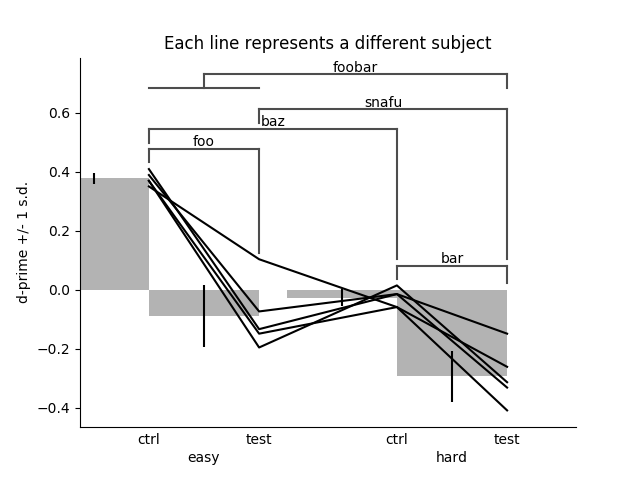 Each line represents a different subject
foobar
snafu
baz
foo
bar
d-prime +/- 1 s.d.
0.6
0.4
0.2
0.0
−0.2
−0.4
ctrl test ctrl test
easy hard